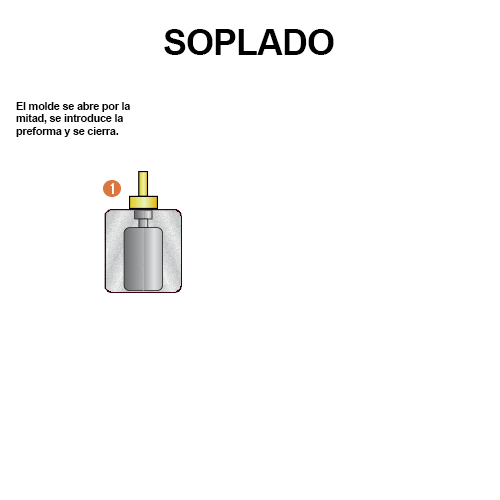 SOPLADO
El molde se abre por la
mitad, se introduce la
preforma y se cierra.
1